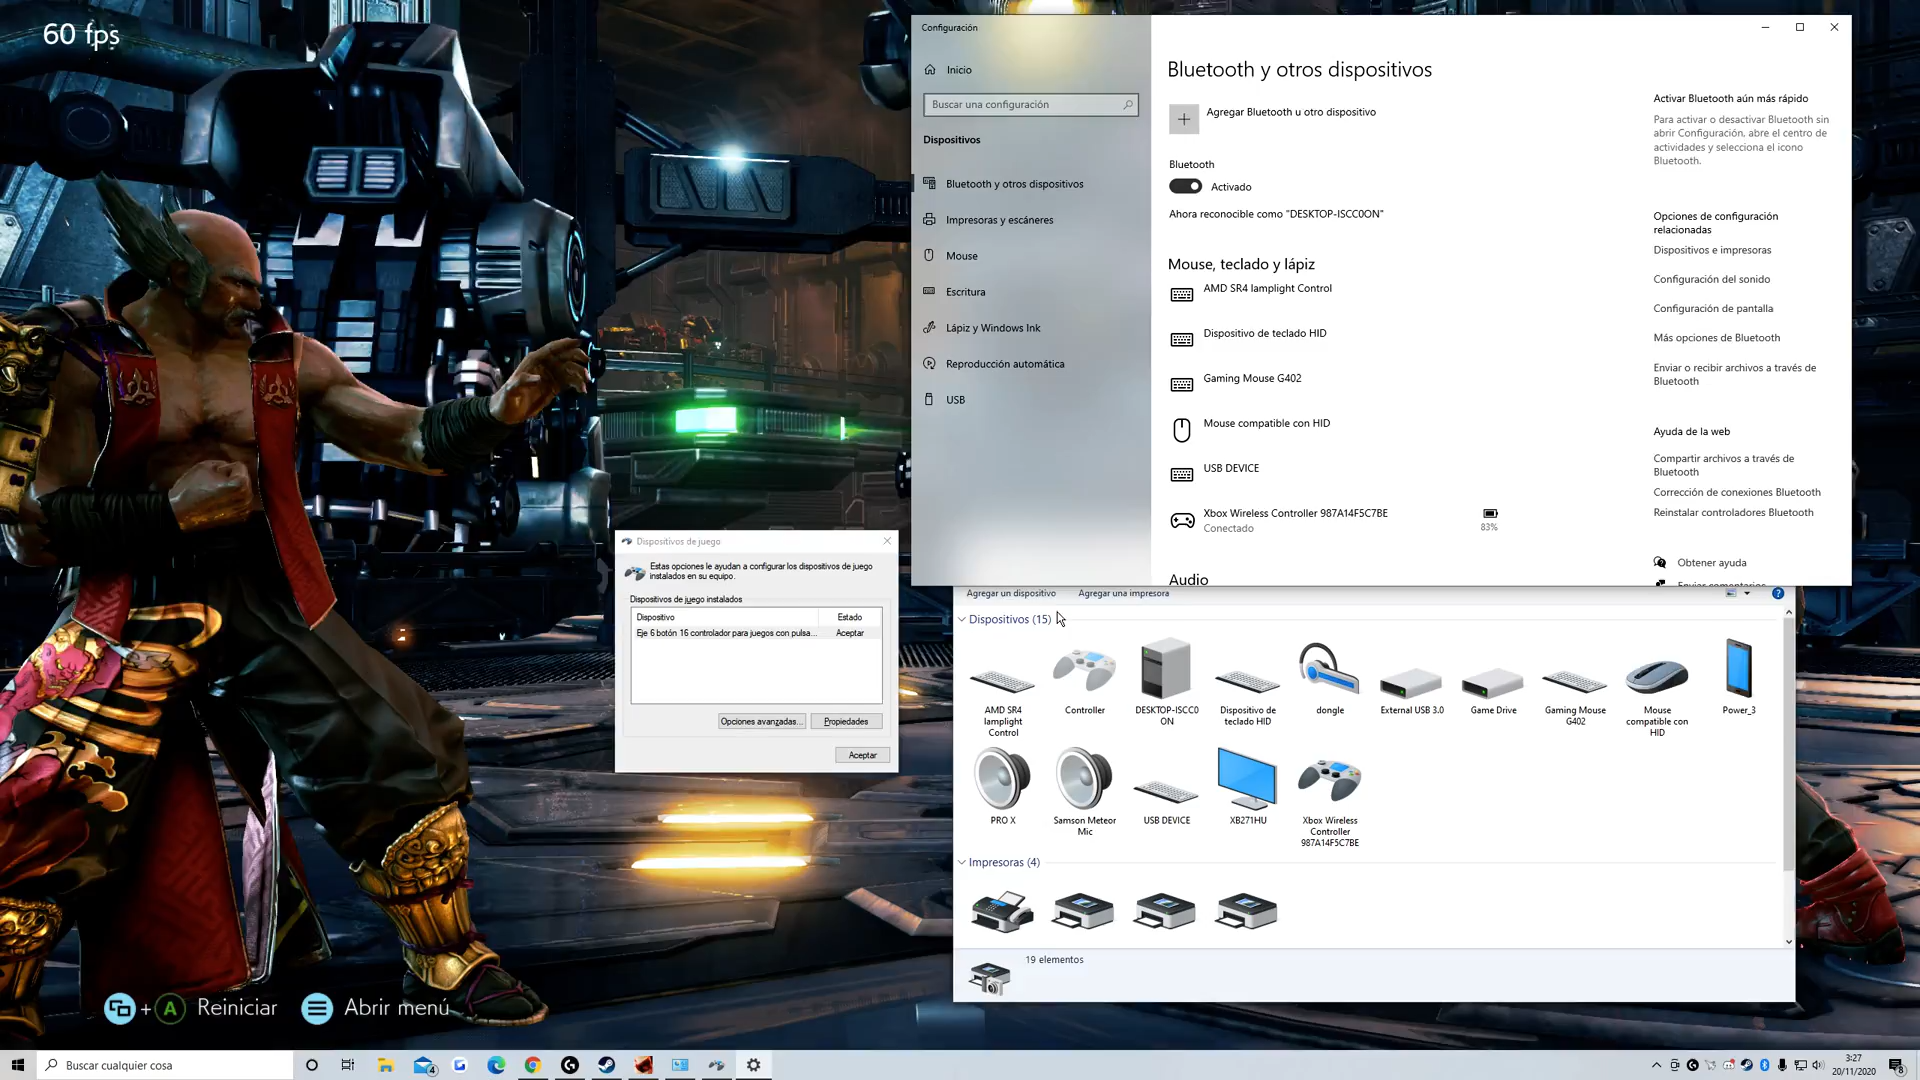 60 fps
Configuración
Inicio
Buscar una configuración
Dispositivos
Bluetooth y otros dispositivos
Impresoras y escáneres
Mouse
Escritura
Lápiz y Windows Ink
Reproducción automática
USB
Bluetooth y otros dispositivos
Agregar Bluetooth u otro dispositivo
Bluetooth
Activado
Ahora reconocible como "DESKTOP-ISCC0ON"
Mouse, teclado y lápiz
AMD SR4 lamplight Control
Dispositivo de teclado HID
Gaming Mouse G402
Mouse compatible con HID
USB DEVICE
Xbox Wireless Controller 987A14F5C7BE
Conectado
83%
Audio
Activar Bluetooth aún más rápido
Para activar o desactivar Bluetooth sin
abrir Configuración, abre el centro de
actividades y selecciona el icono
Bluetooth.
Opciones de configuración
relacionadas
Dispositivos e impresoras
Configuración del sonido
Configuración de pantalla
Más opciones de Bluetooth
Enviar o recibir archivos a través de
Bluetooth
Ayuda de la web
Compartir archivos a través de
Bluetooth
Corrección de conexiones Bluetooth
Reinstalar controladores Bluetooth
Obtener ayuda
Enviar comentarios
Dispositivos de juego
Estas opciones le ayudan a configurar los dispositivos de juego
instalados en su equipo.
Dispositivos de juego instalados
Dispositivo Estado
Eje 6 botón 16 controlador para juegos con pulsa... Aceptar
Opciones avanzadas... Propiedades
Aceptar
Agregar un dispositivo Agregar una impresora
Dispositivos (15)
AMD SR4
lamplight
Control
Controller
DESKTOP-ISCC0
ON
Dispositivo de
teclado HID
dongle
External USB 3.0
Game Drive
Gaming Mouse
G402
Mouse
compatible con
HID
Power_3
PRO X
Samson Meteor
Mic
USB DEVICE
XB271HU
Xbox Wireless
Controller
987A14F5C7BE
Impresoras (4)
19 elementos
+ A Reiniciar
Abrir menú
Buscar cualquier cosa
4
3:27
20/11/2020
8